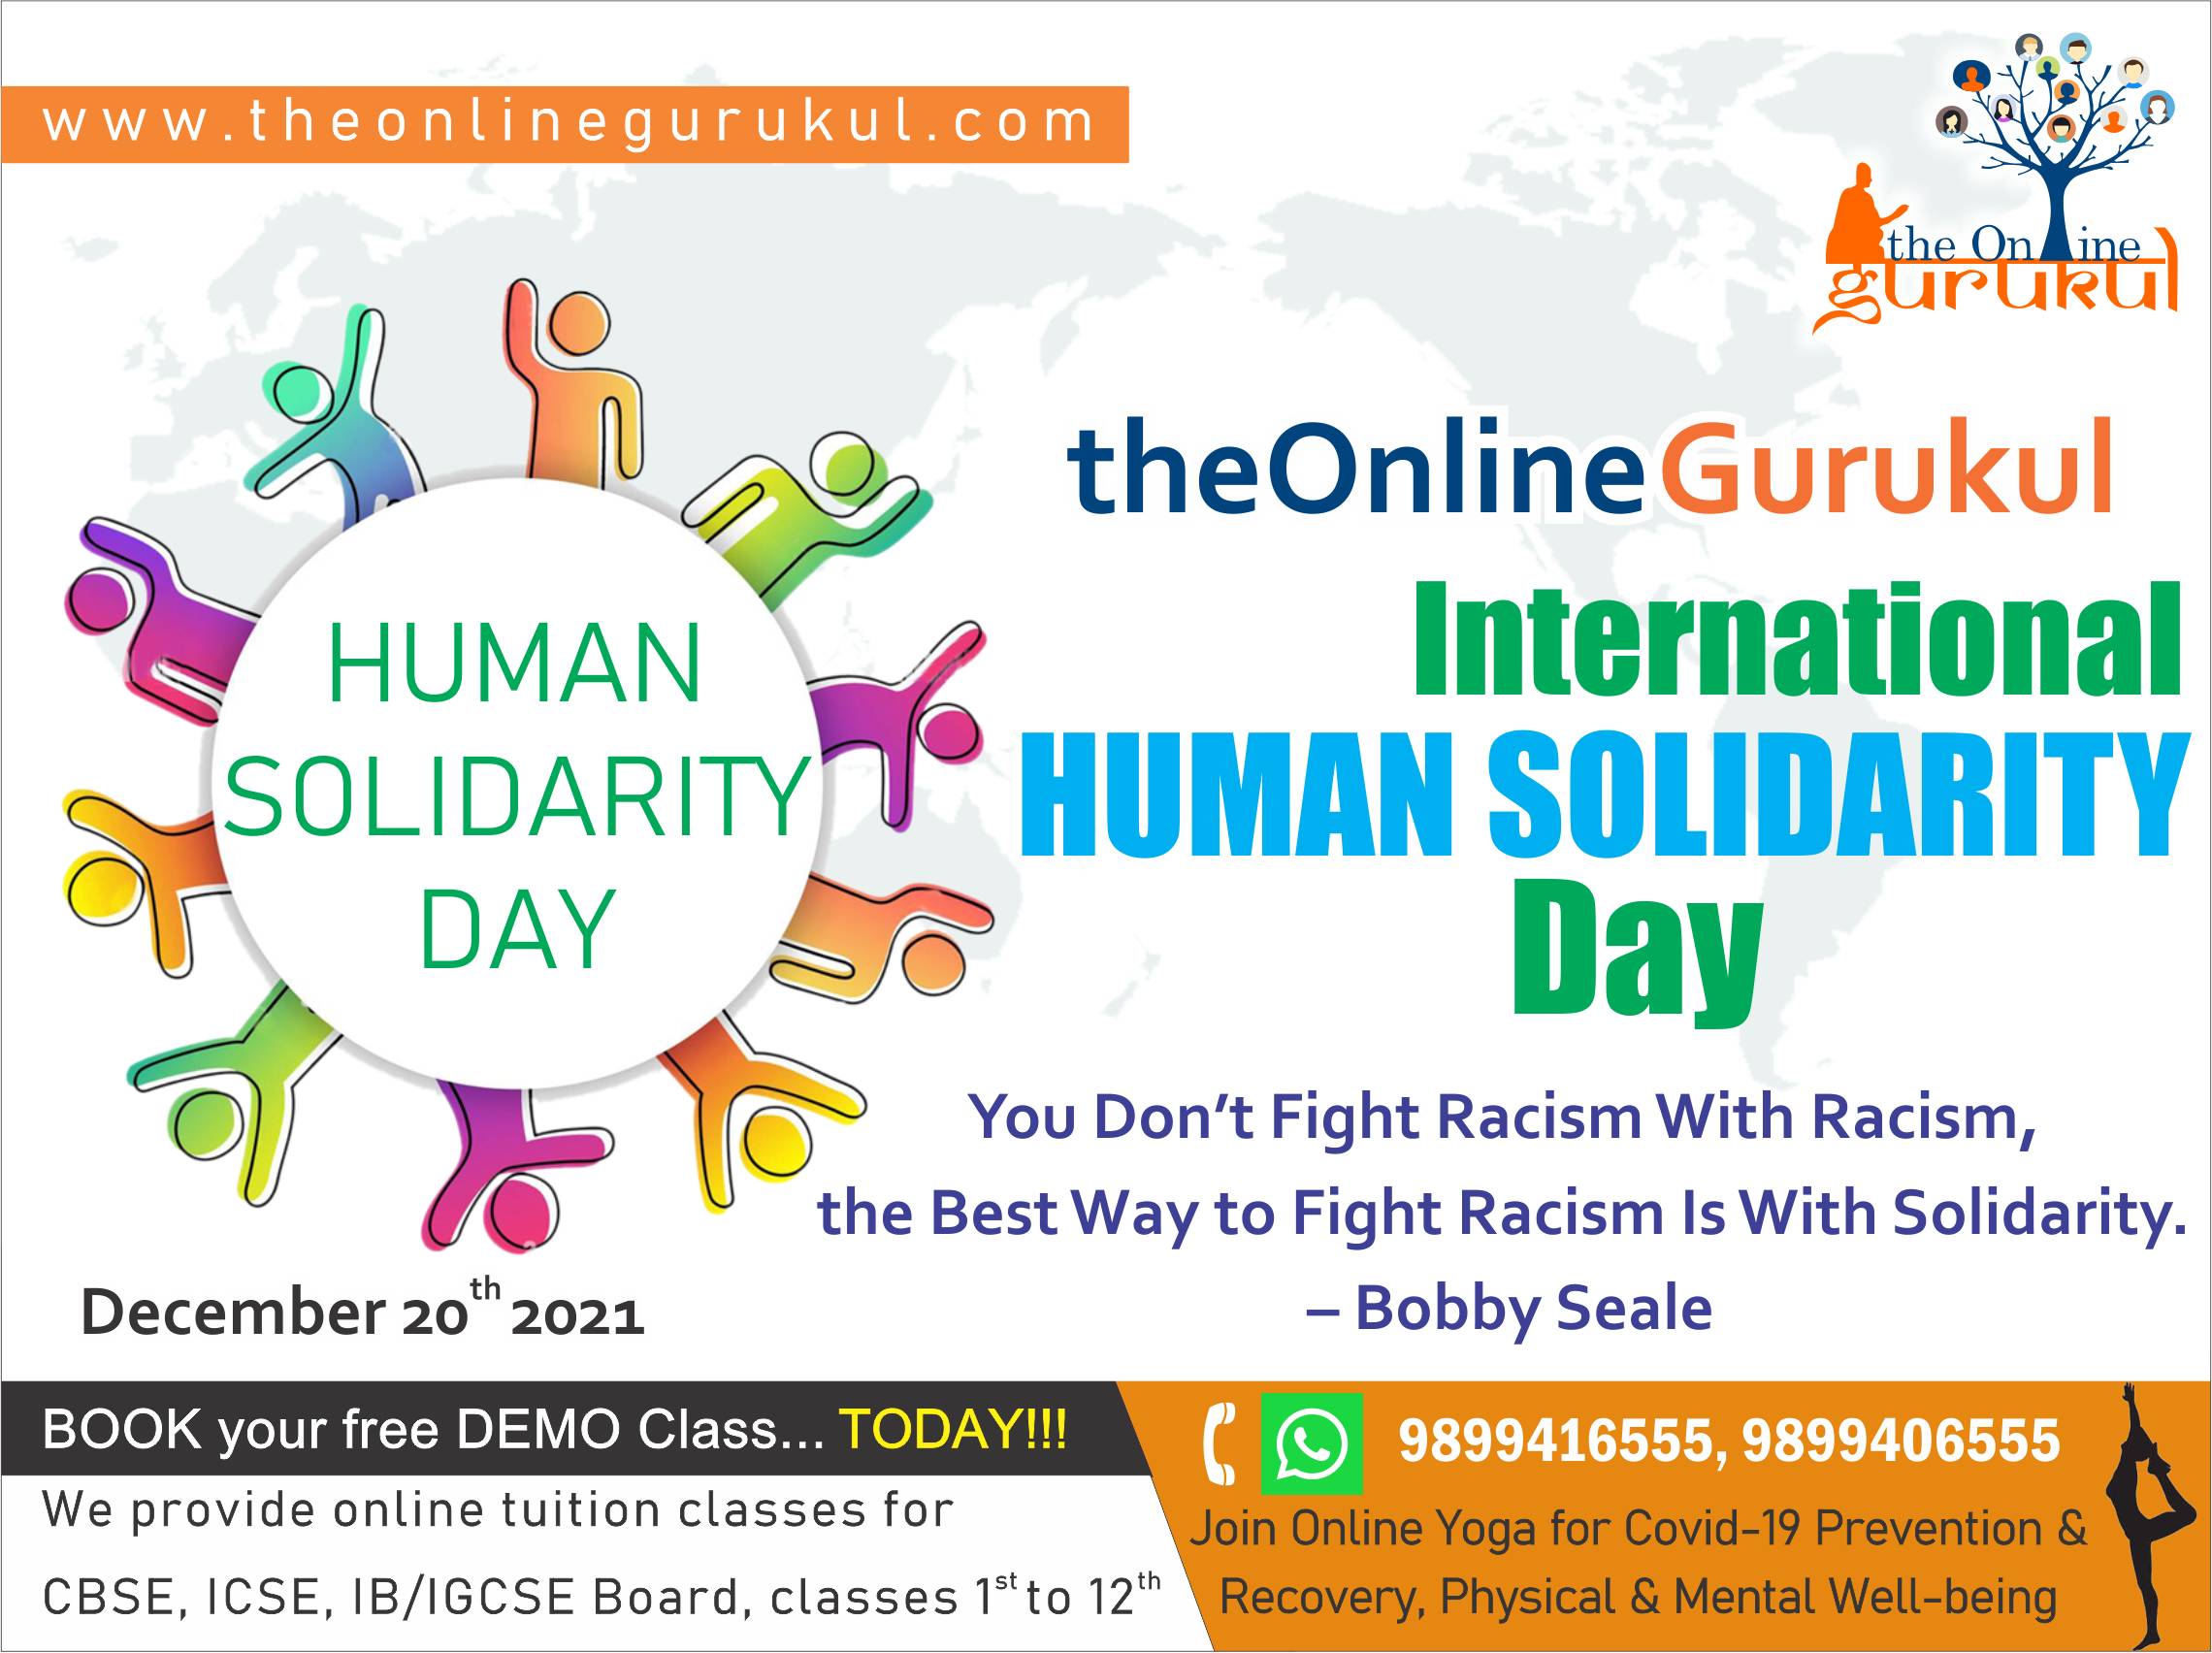 www.theonlinegurukul.com
the Online
gurukul
theOnlineGurukul
International
HUMAN SOLIDARITY
Day
HUMAN
SOLIDARITY
DAY
You Don’t Fight Racism With Racism,
the Best Way to Fight Racism Is With Solidarity.
– Bobby Seale
December 20th 2021
BOOK your free DEMO Class... TODAY!!!
We provide online tuition classes for
CBSE, ICSE, IB/IGCSE Board, classes 1st to 12th
9899416555, 9899406555
Join Online Yoga for Covid-19 Prevention &
Recovery, Physical & Mental Well-being